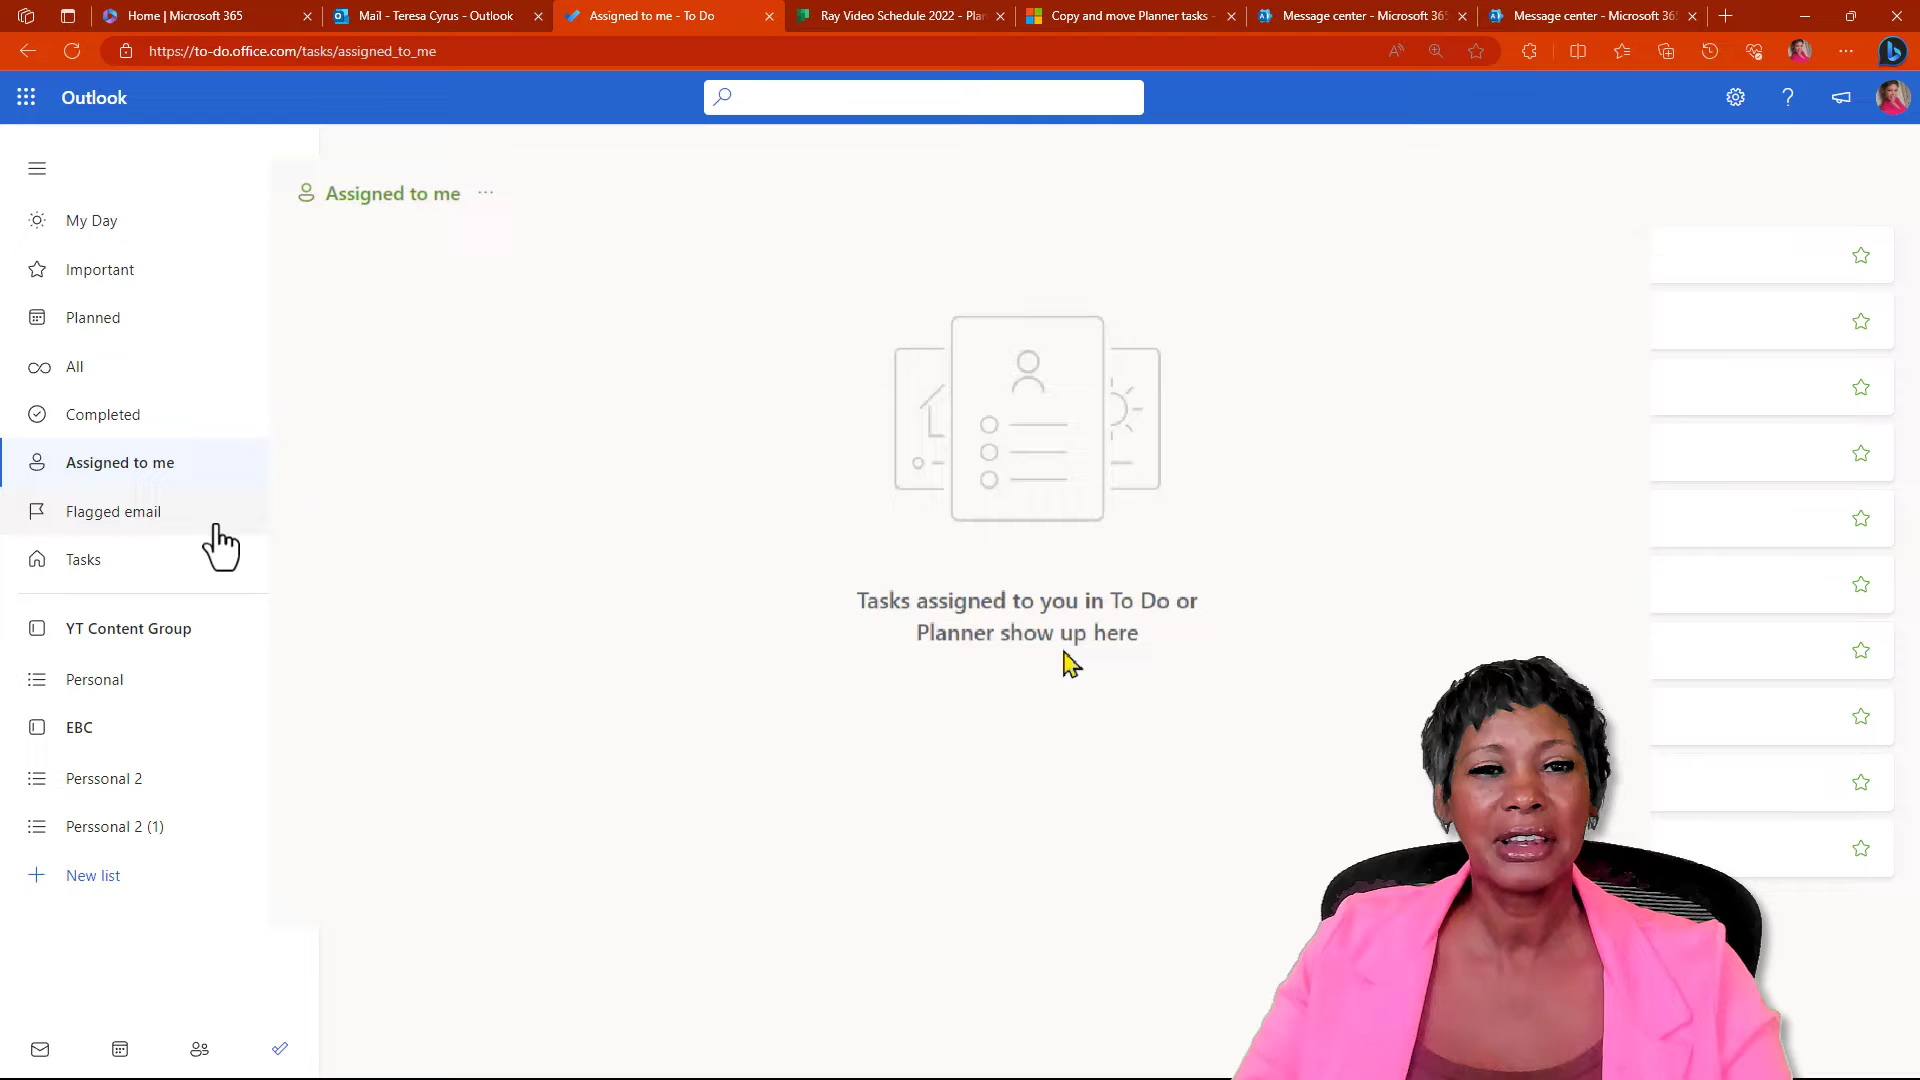 Home | Microsoft 365
Mail - Teresa Cyrus - Outlook
Assigned to me - To Do
Ray Video Schedule 2022 - Plan
Copy and move Planner tasks -
Message center - Microsoft 365
Message center - Microsoft 365
https://to-do.office.com/tasks/assigned_to_me
Outlook
Assigned to me ...
My Day
Important
Planned
All
Completed
Assigned to me
Flagged email
Tasks
YT Content Group
Personal
EBC
Perssonal 2
Perssonal 2 (1)
New list
Tasks assigned to you in To Do or
Planner show up here